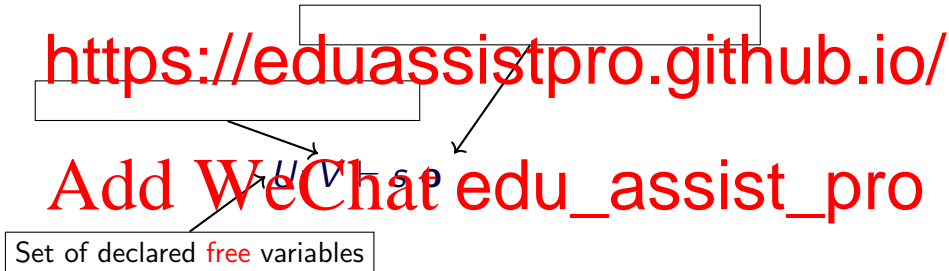 https://eduassistpro.github.io/
Add WeChat edu_assist_pro
Set of declared free variables